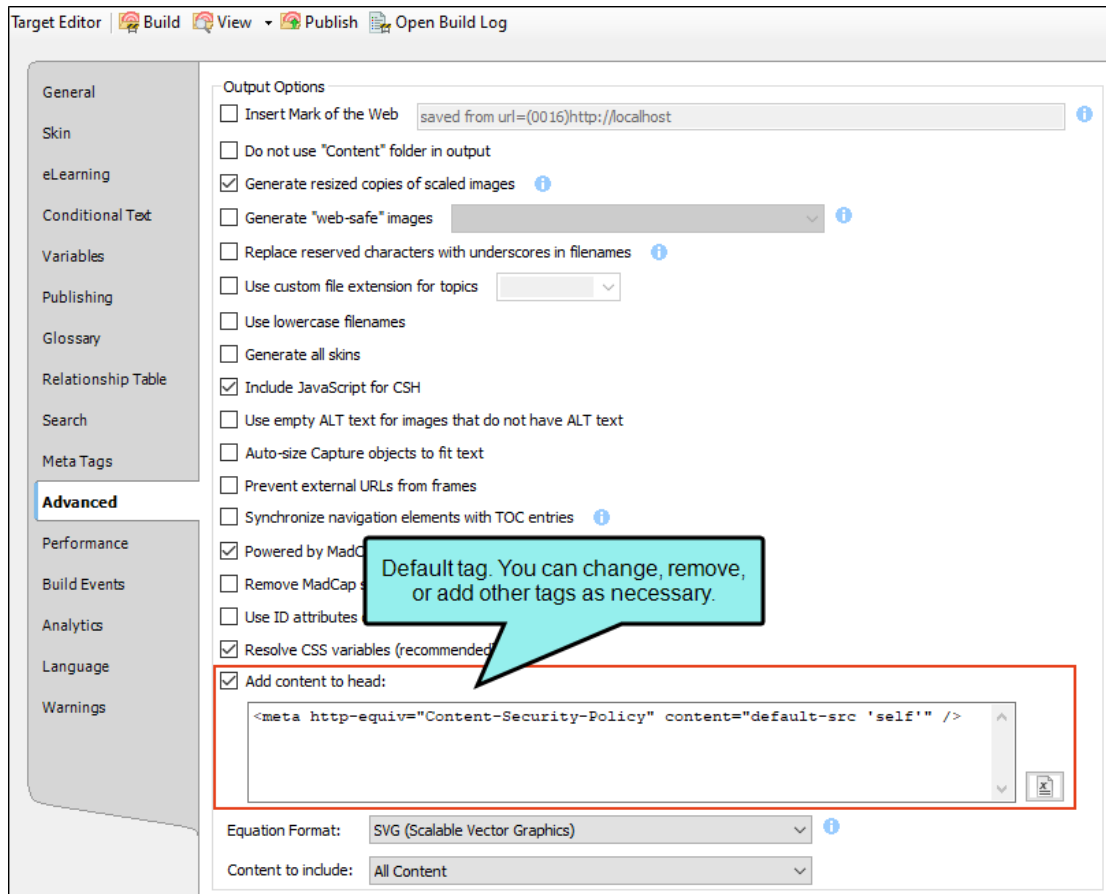 Target Editor Build View Publish Open Build Log
General
Skin
eLearning
Conditional Text
Variables
Publishing
Glossary
Relationship Table
Search
Meta Tags
Advanced
Performance
Build Events
Analytics
Language
Warnings
Output Options
Insert Mark of the Web saved from url=(0016)http://localhost
Do not use "Content" folder in output
Generate resized copies of scaled images
Generate "web-safe" images
Replace reserved characters with underscores in filenames
Use custom file extension for topics
Use lowercase filenames
Generate all skins
Include JavaScript for CSH
Use empty ALT text for images that do not have ALT text
Auto-size Capture objects to fit text
Prevent external URLs from frames
Synchronize navigation elements with TOC entries
Powered by MadC
Remove MadCap s
Use ID attributes
Default tag. You can change, remove,
or add other tags as necessary.
Resolve CSS variables (recommended)
Add content to head:
<meta http-equiv="Content-Security-Policy" content="default-src 'self'" />
Equation Format: SVG (Scalable Vector Graphics)
Content to include: All Content